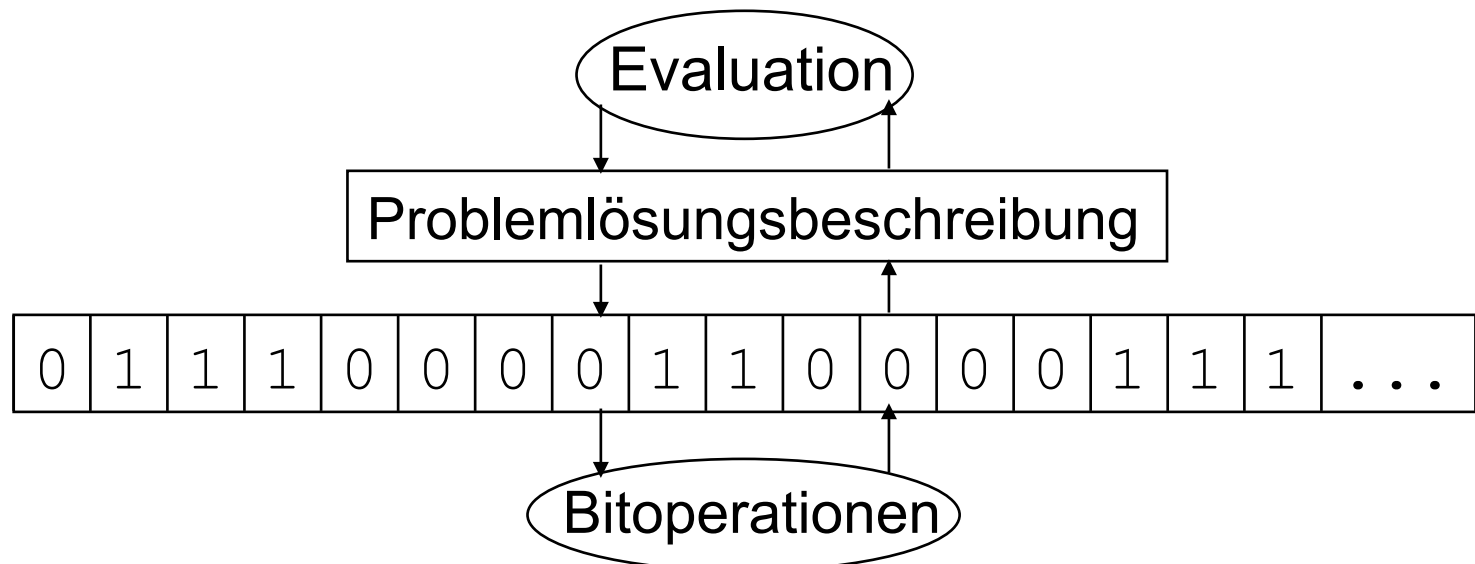 Evaluation
Problemlösungsbeschreibung
0 1 1 1 0 0 0 0 1 1 0 0 0 0 1 1 1 ...
Bitoperationen